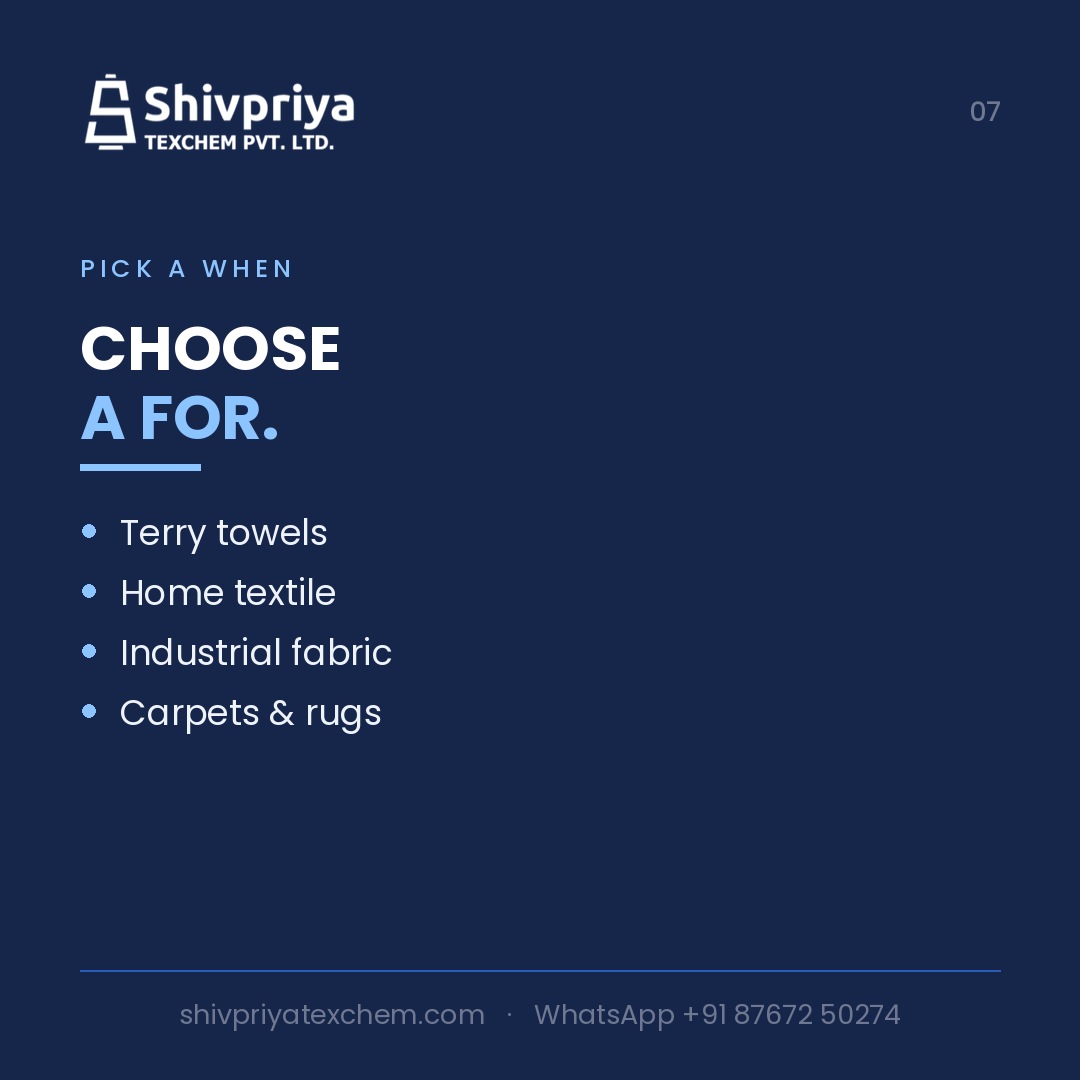 Shivpriya
TEXCHEM PVT. LTD.
07
PICK A WHEN
CHOOSE
A FOR.
• Terry towels
• Home textile
• Industrial fabric
• Carpets & rugs
shivpriyatexchem.com · WhatsApp +91 87672 50274